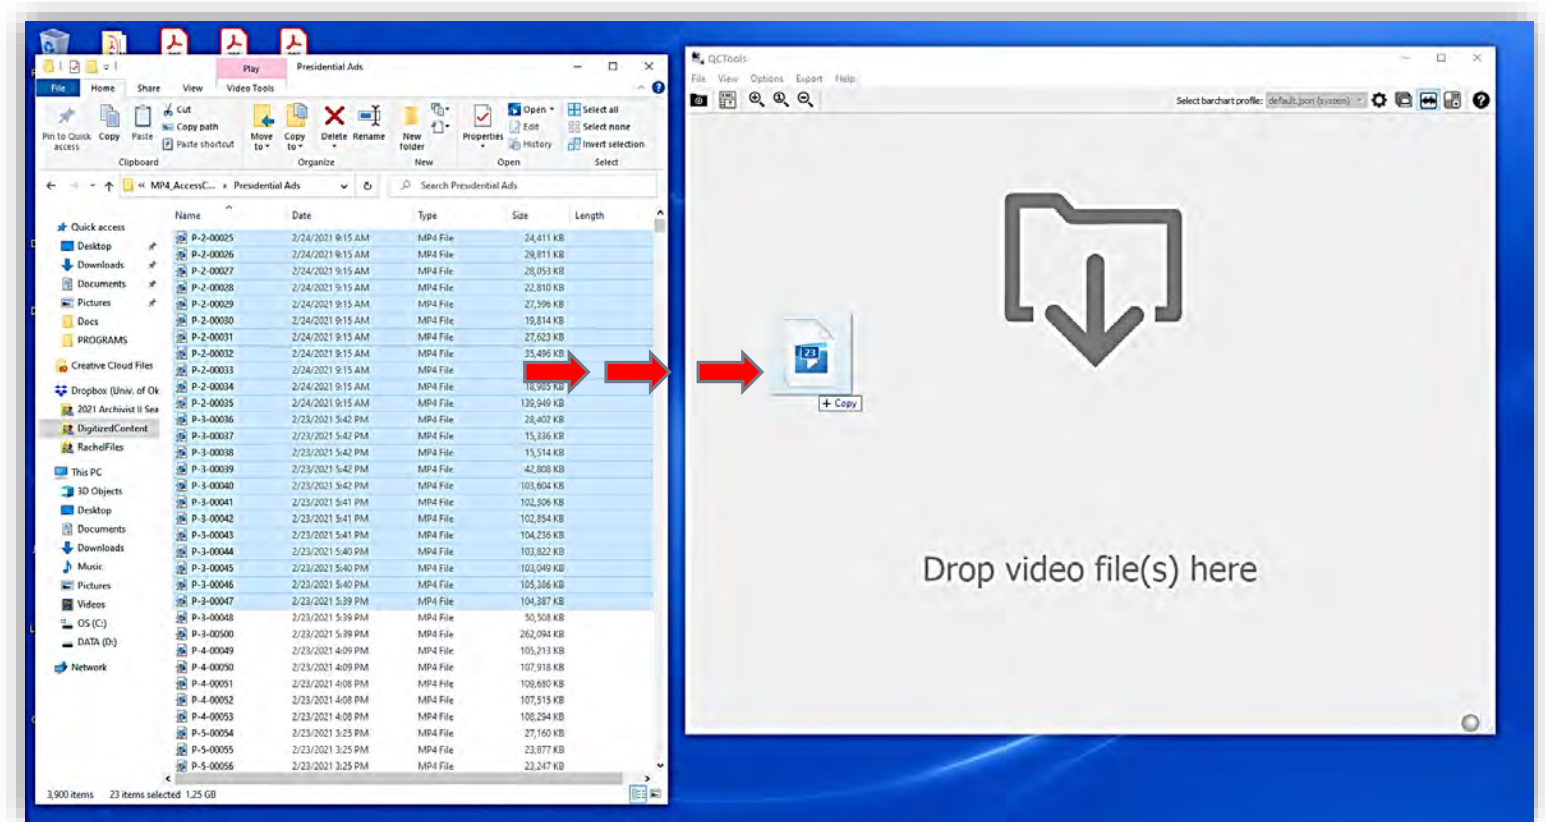 Play Presidential Ads
File Home Share View Video Tools
Pin to Quick access
Copy
Paste
Cut
Copy path
Paste shortcut
Clipboard
Move to
Copy to
Delete
Rename
Organize
New folder
New
Properties
Open
Edit
History
Open
Select all
Select none
Invert selection
Select
« MP4_AccessC... › Presidential Ads
Search Presidential Ads
Quick access
Desktop
Downloads
Documents
Pictures
Docs
PROGRAMS
Creative Cloud Files
Dropbox (Univ. of Ok
2021 Archivist II Sea
DigitizedContent
RachelFiles
This PC
3D Objects
Desktop
Documents
Downloads
Music
Pictures
Videos
OS (C:)
DATA (D:)
Network
Name Date Type Size Length
P-2-00025 2/24/2021 9:15 AM MP4 File 24,411 KB
P-2-00026 2/24/2021 9:15 AM MP4 File 29,811 KB
P-2-00027 2/24/2021 9:15 AM MP4 File 28,053 KB
P-2-00028 2/24/2021 9:15 AM MP4 File 22,810 KB
P-2-00029 2/24/2021 9:15 AM MP4 File 27,596 KB
P-2-00030 2/24/2021 9:15 AM MP4 File 19,814 KB
P-2-00031 2/24/2021 9:15 AM MP4 File 27,623 KB
P-2-00032 2/24/2021 9:15 AM MP4 File 35,496 KB
P-2-00033 2/24/2021 9:15 AM MP4 File
P-2-00034 2/24/2021 9:15 AM MP4 File 18,905 KB
P-2-00035 2/24/2021 9:15 AM MP4 File 139,949 KB
P-3-00036 2/23/2021 5:42 PM MP4 File 28,402 KB
P-3-00037 2/23/2021 5:42 PM MP4 File 15,336 KB
P-3-00038 2/23/2021 5:42 PM MP4 File 15,514 KB
P-3-00039 2/23/2021 5:42 PM MP4 File 42,808 KB
P-3-00040 2/23/2021 5:42 PM MP4 File 103,604 KB
P-3-00041 2/23/2021 5:41 PM MP4 File 102,306 KB
P-3-00042 2/23/2021 5:41 PM MP4 File 102,854 KB
P-3-00043 2/23/2021 5:41 PM MP4 File 104,236 KB
P-3-00044 2/23/2021 5:40 PM MP4 File 103,822 KB
P-3-00045 2/23/2021 5:40 PM MP4 File 103,049 KB
P-3-00046 2/23/2021 5:40 PM MP4 File 105,386 KB
P-3-00047 2/23/2021 5:39 PM MP4 File 104,387 KB
P-3-00048 2/23/2021 5:39 PM MP4 File 50,508 KB
P-3-00500 2/23/2021 5:39 PM MP4 File 262,094 KB
P-4-00049 2/23/2021 4:09 PM MP4 File 105,213 KB
P-4-00050 2/23/2021 4:09 PM MP4 File 107,918 KB
P-4-00051 2/23/2021 4:08 PM MP4 File 109,680 KB
P-4-00052 2/23/2021 4:08 PM MP4 File 107,515 KB
P-4-00053 2/23/2021 4:08 PM MP4 File 108,294 KB
P-5-00054 2/23/2021 3:25 PM MP4 File 27,160 KB
P-5-00055 2/23/2021 3:25 PM MP4 File 23,977 KB
P-5-00056 2/23/2021 3:25 PM MP4 File 23,247 KB
3,900 items 23 items selected 1.25 GB
QCTools
File View Options Export Help
Select barchart profile: default.json (system)
23
+ Copy
Drop video file(s) here